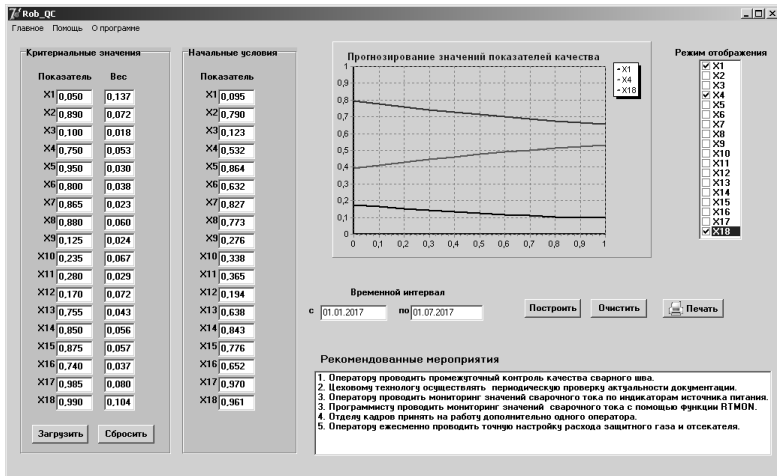 Rob_QC
Главное Помощь О программе
Критериальные значения
Показатель Вес
X1 0,050 0,137
X2 0,890 0,072
X3 0,100 0,018
X4 0,750 0,053
X5 0,950 0,030
X6 0,800 0,038
X7 0,865 0,023
X8 0,880 0,060
X9 0,125 0,024
X10 0,235 0,067
X11 0,280 0,029
X12 0,170 0,072
X13 0,755 0,043
X14 0,850 0,056
X15 0,875 0,057
X16 0,740 0,037
X17 0,985 0,080
X18 0,990 0,104
Загрузить Сбросить
Начальные условия
Показатель
X1 0,095
X2 0,790
X3 0,123
X4 0,532
X5 0,864
X6 0,632
X7 0,827
X8 0,773
X9 0,276
X10 0,338
X11 0,365
X12 0,194
X13 0,638
X14 0,843
X15 0,776
X16 0,652
X17 0,970
X18 0,961
Прогнозирование значений показателей качества
1
0,9
0,8
0,7
0,6
0,5
0,4
0,3
0,2
0,1
0
0 0,1 0,2 0,3 0,4 0,5 0,6 0,7 0,8 0,9 1
X1
X4
X18
Режим отображения
X1
X2
X3
X4
X5
X6
X7
X8
X9
X10
X11
X12
X13
X14
X15
X16
X17
X18
Временной интервал
с 01.01.2017 по 01.07.2017
Построить Очистить Печать
Рекомендованные мероприятия
1. Оператору проводить промежуточный контроль качества сварного шва.
2. Цеховому технологу осуществлять периодическую проверку актуальности документации.
3. Оператору проводить мониторинг значений сварочного тока по индикаторам источника питания.
3. Программисту проводить мониторинг значений сварочного тока с помощью функции RTMON.
4. Отделу кадров принять на работу дополнительно одного оператора.
5. Оператору ежесменно проводить точную настройку расхода защитного газа и отсекателя.